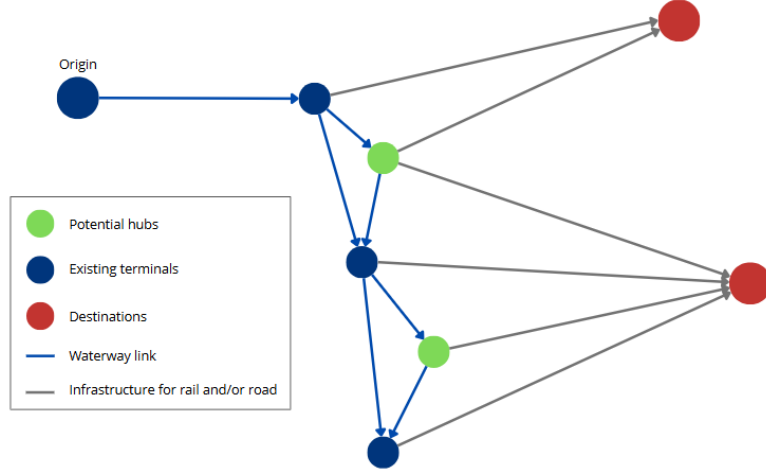 Origin
Potential hubs
Existing terminals
Destinations
Waterway link
Infrastructure for rail and/or road